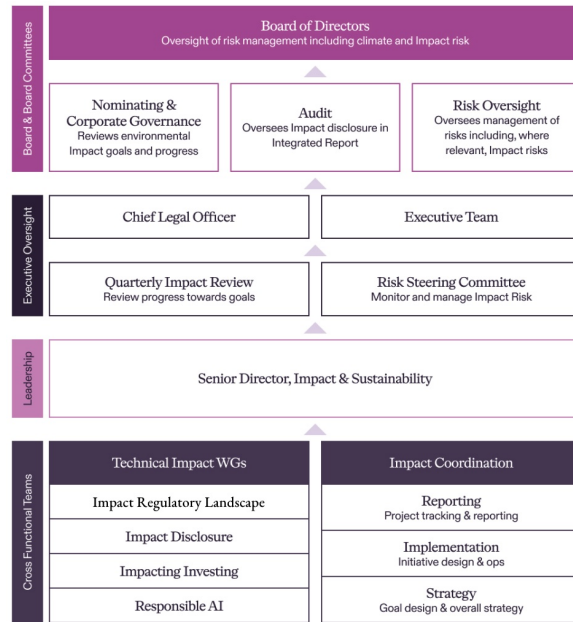 Board & Board Committees
Board of Directors
Oversight of risk management including climate and Impact risk
Nominating &
Corporate Governance
Reviews environmental
Impact goals and progress
Audit
Oversees Impact disclosure in
Integrated Report
Risk Oversight
Oversees management of
risks including, where
relevant, Impact risks
Executive Oversight
Chief Legal Officer
Executive Team
Quarterly Impact Review
Review progress towards goals
Risk Steering Committee
Monitor and manage Impact Risk
Leadership
Senior Director, Impact & Sustainability
Cross Functional Teams
Technical Impact WGs
Impact Regulatory Landscape
Impact Disclosure
Impacting Investing
Responsible AI
Impact Coordination
Reporting
Project tracking & reporting
Implementation
Initiative design & ops
Strategy
Goal design & overall strategy